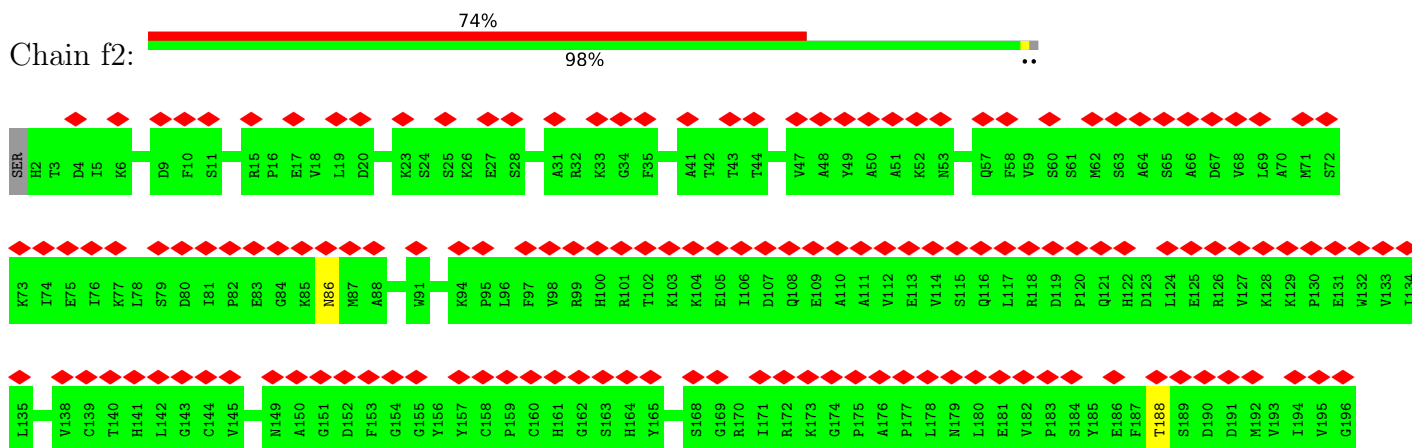 74%
Chain f2:
98%
..
SER H2 T3 D4 I5 K6 D9 F10 S11 R15 P16 E17 V18 L19 D20 K23 S24 S25 K26 E27 S28 A31 R32 K33 G34 F35 A41 T42 T43 T44 V47 A48 Y49 A50 A51 K52 N53 Q57 F58 V59 S60 S61 M62 S63 A64 S65 A66 D67 V68 L69 A70 M71 S72
K73 I74 E75 I76 K77 L78 S79 D80 I81 P82 E83 G84 K85 N86 M87 A88 W91 K94 P95 L96 F97 V98 R99 H100 R101 T102 K103 K104 E105 I106 D107 Q108 E109 A110 A111 V112 E113 V114 S115 Q116 L117 R118 D119 P120 Q121 H122 D123 L124 E125 R126 V127 K128 K129 P130 E131 W132 V133 I134
L135 V138 C139 T140 H141 L142 G143 C144 V145 N149 A150 G151 D152 F153 G154 G155 Y156 Y157 C158 P159 C160 H161 G162 S163 H164 Y165 S168 G169 R170 I171 R172 K173 G174 P175 A176 P177 L178 N179 L180 E181 V182 P183 S184 Y185 E186 F187 T188 S189 D190 D191 M192 V193 I194 V195 G196